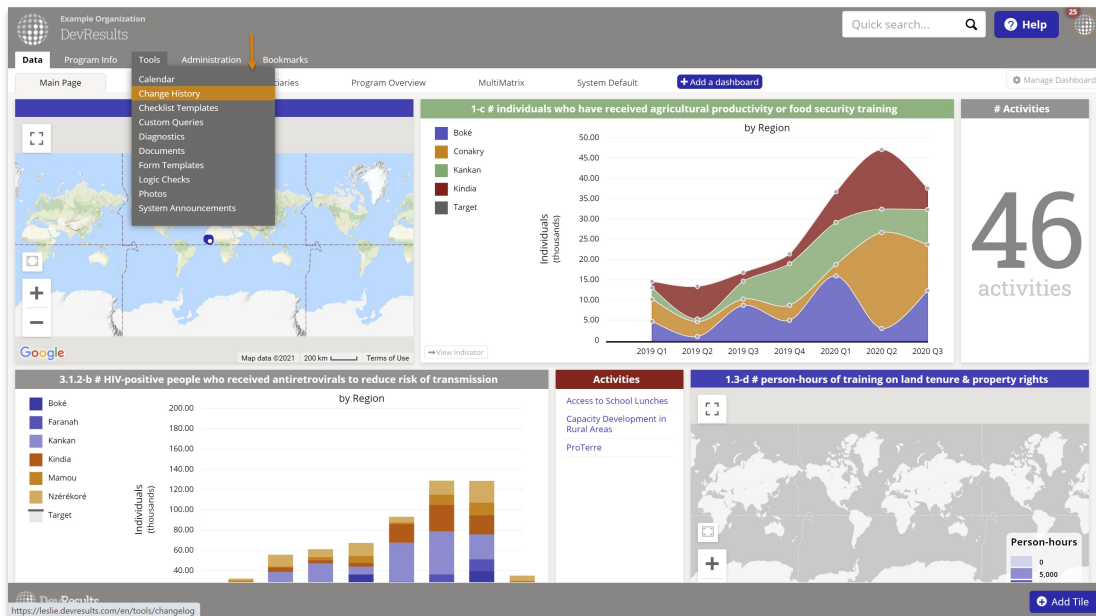 Example Organization
DevResults
Quick search...
? Help
25
Data Program Info Tools Administration Bookmarks
Main Page
ciaries
Program Overview
MultiMatrix
System Default
+ Add a dashboard
Manage Dashboard
Calendar
Change History
Checklist Templates
Custom Queries
Diagnostics
Documents
Form Templates
Logic Checks
Photos
System Announcements
Google
Map data ©2021 200 km Terms of Use
1-c # individuals who have received agricultural productivity or food security training
by Region
Boké
Conakry
Kankan
Kindia
Target
Individuals
(thousands)
50.00
45.00
40.00
35.00
30.00
25.00
20.00
15.00
10.00
5.00
0
2019 Q1 2019 Q2 2019 Q3 2019 Q4 2020 Q1 2020 Q2 2020 Q3
View Indicator
# Activities
46
activities
3.1.2-b # HIV-positive people who received antiretrovirals to reduce risk of transmission
by Region
Boké
Faranah
Kankan
Kindia
Mamou
Nzérékoré
Target
Individuals
(thousands)
200.00
180.00
160.00
140.00
120.00
100.00
80.00
60.00
40.00
Activities
Access to School Lunches
Capacity Development in
Rural Areas
ProTerre
1.3-d # person-hours of training on land tenure & property rights
Person-hours
0
5,000
DevResults
https://leslie.devresults.com/en/tools/changelog
Add Tile